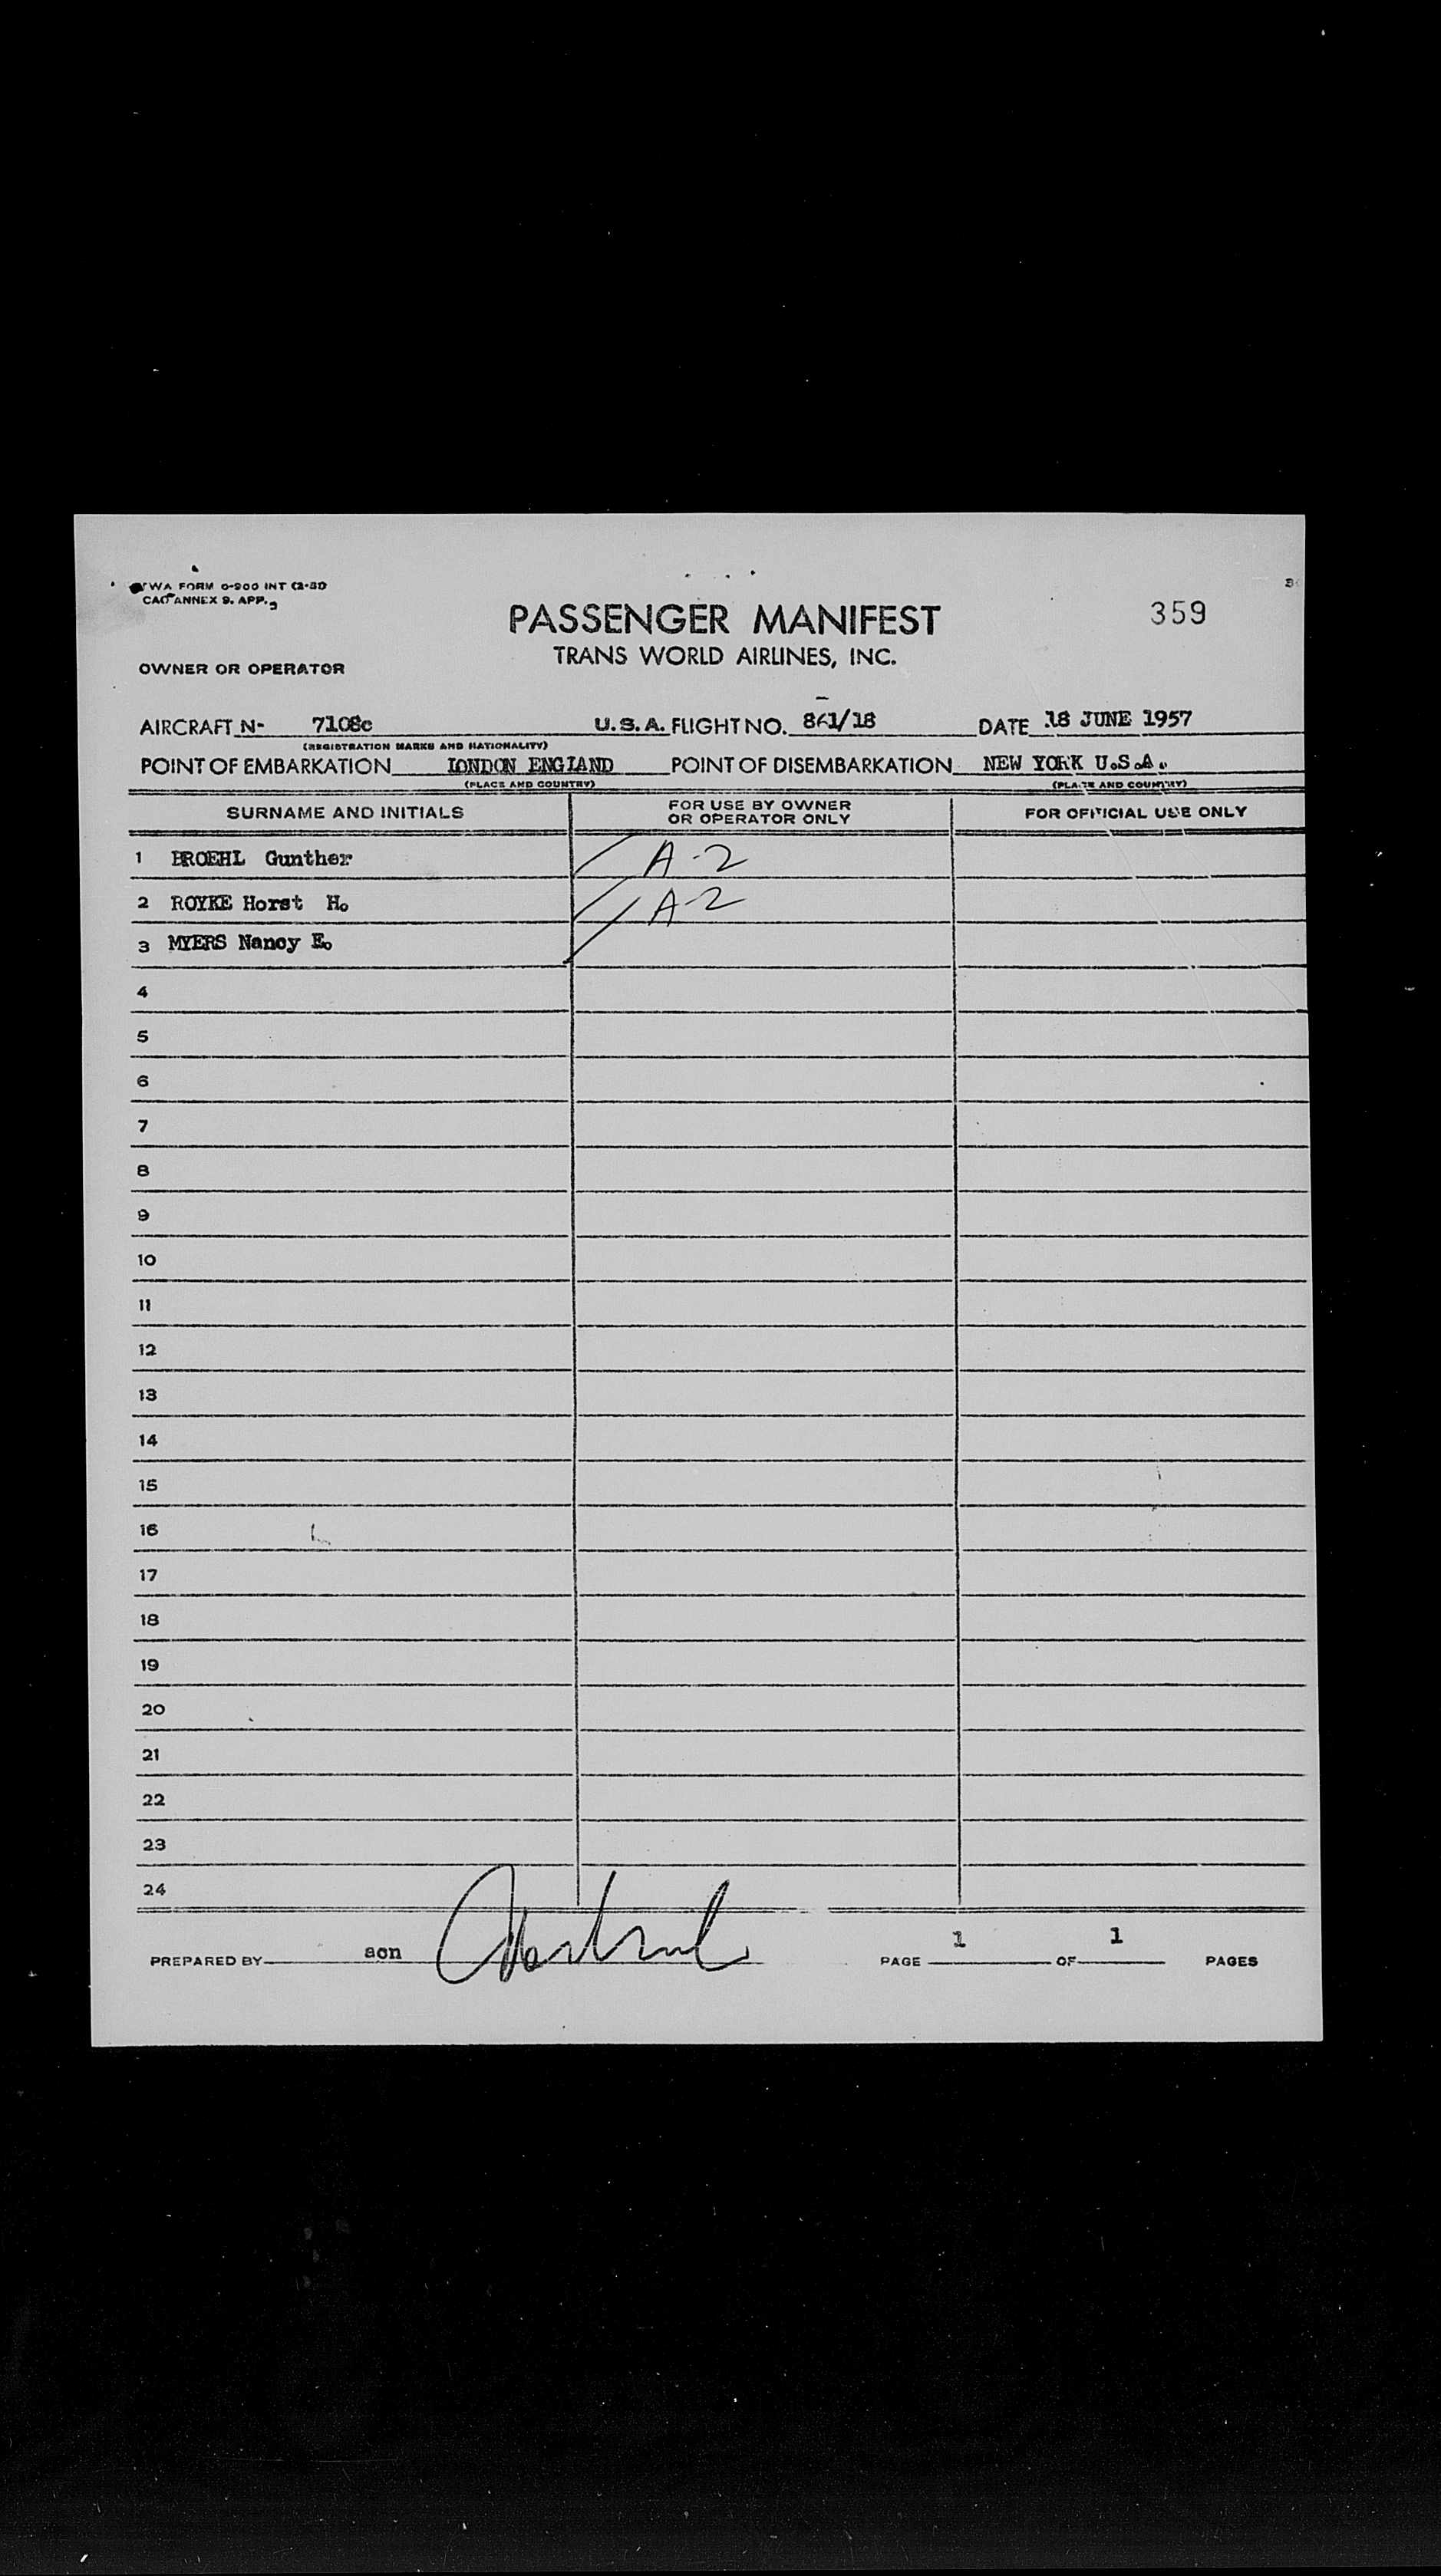 TWA FORM 0-900 INT (2-51)
CAO ANNEX 9. APP. 5
PASSENGER MANIFEST
359
TRANS WORLD AIRLINES, INC.
OWNER OR OPERATOR
AIRCRAFT N- 7108c U.S.A. FLIGHT NO. 861/18 DATE 18 JUNE 1957
(REGISTRATION MARKS AND NATIONALITY)
POINT OF EMBARKATION LONDON ENGLAND POINT OF DISEMBARKATION NEW YORK U.S.A.
(PLACE AND COUNTRY) (PLACE AND COUNTRY)
SURNAME AND INITIALS FOR USE BY OWNER OR OPERATOR ONLY FOR OFFICIAL USE ONLY
1 BROEHL Gunther A-2
2 ROYKE Horst H. A-2
3 MYERS Nancy E.
4
5
6
7
8
9
10
11
12
13
14
15
16
17
18
19
20
21
22
23
24
PREPARED BY aon PAGE 1 OF 1 PAGES